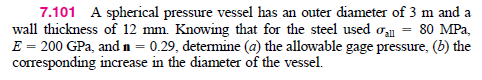 7.101 A spherical pressure vessel has an outer diameter of 3 m and a
wall thickness of 12 mm. Knowing that for the steel used σall = 80 MPa,
E = 200 GPa, and n = 0.29, determine (a) the allowable gage pressure, (b) the
corresponding increase in the diameter of the vessel.